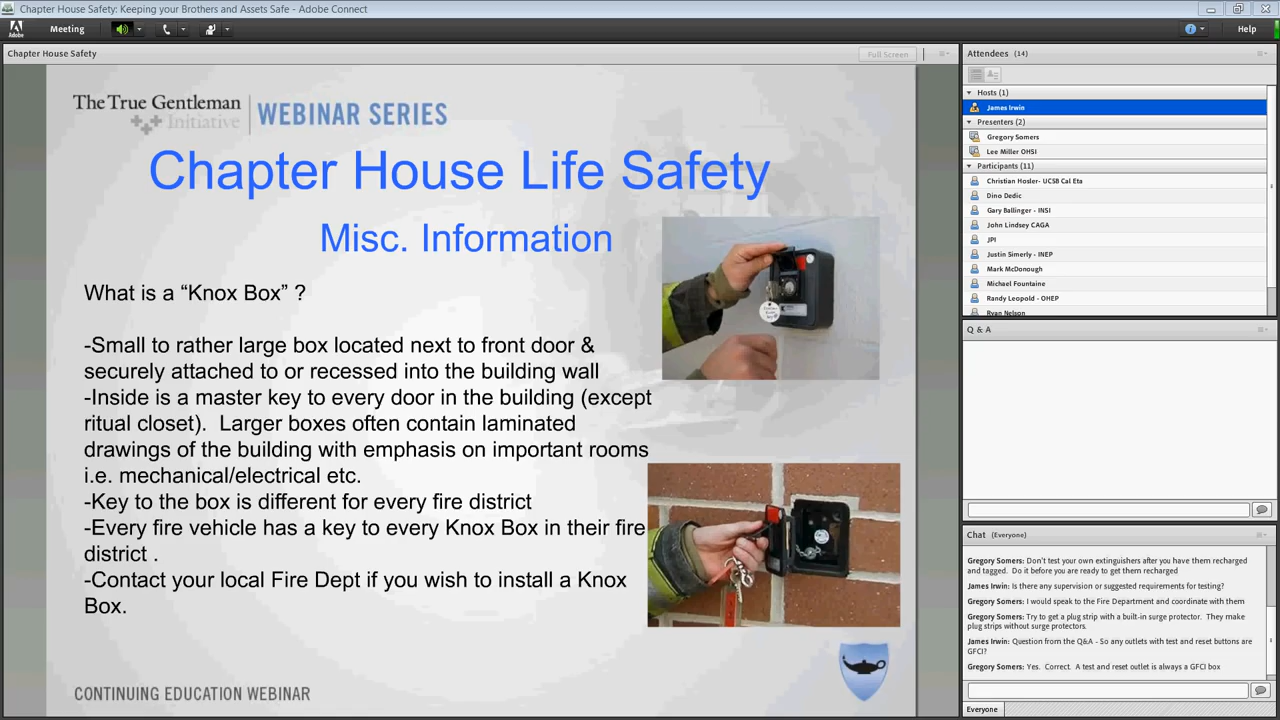 Chapter House Safety: Keeping your Brothers and Assets Safe - Adobe Connect
Adobe
Meeting
Help
Chapter House Safety
Full Screen
The True Gentleman
Initiative
WEBINAR SERIES
Chapter House Life Safety
Misc. Information
What is a “Knox Box” ?
-Small to rather large box located next to front door &
securely attached to or recessed into the building wall
-Inside is a master key to every door in the building (except
ritual closet).  Larger boxes often contain laminated
drawings of the building with emphasis on important rooms
i.e. mechanical/electrical etc.
-Key to the box is different for every fire district
-Every fire vehicle has a key to every Knox Box in their fire
district .
-Contact your local Fire Dept if you wish to install a Knox
Box.
CONTINUING EDUCATION WEBINAR
Attendees (14)
Hosts (1)
James Irwin
Presenters (2)
Gregory Somers
Lee Miller OHSI
Participants (11)
Christian Hosler- UCSB Cal Eta
Dino Dedic
Gary Ballinger - INSI
John Lindsey CAGA
JPI
Justin Simerly - INEP
Mark McDonough
Michael Fountaine
Randy Leopold - OHEP
Ryan Nelson
Q & A
Chat (Everyone)
Gregory Somers: Don't test your own extinguishers after you have them recharged
and tagged.  Do it before you are ready to get them recharged
James Irwin: Is there any supervision or suggested requirements for testing?
Gregory Somers: I would speak to the Fire Department and coordinate with them
Gregory Somers: Try to get a plug strip with a built-in surge protector.  They make
plug strips without surge protectors.
James Irwin: Question from the Q&A - So any outlets with test and reset buttons are
GFCI?
Gregory Somers: Yes.  Correct.  A test and reset outlet is always a GFCI box
Everyone